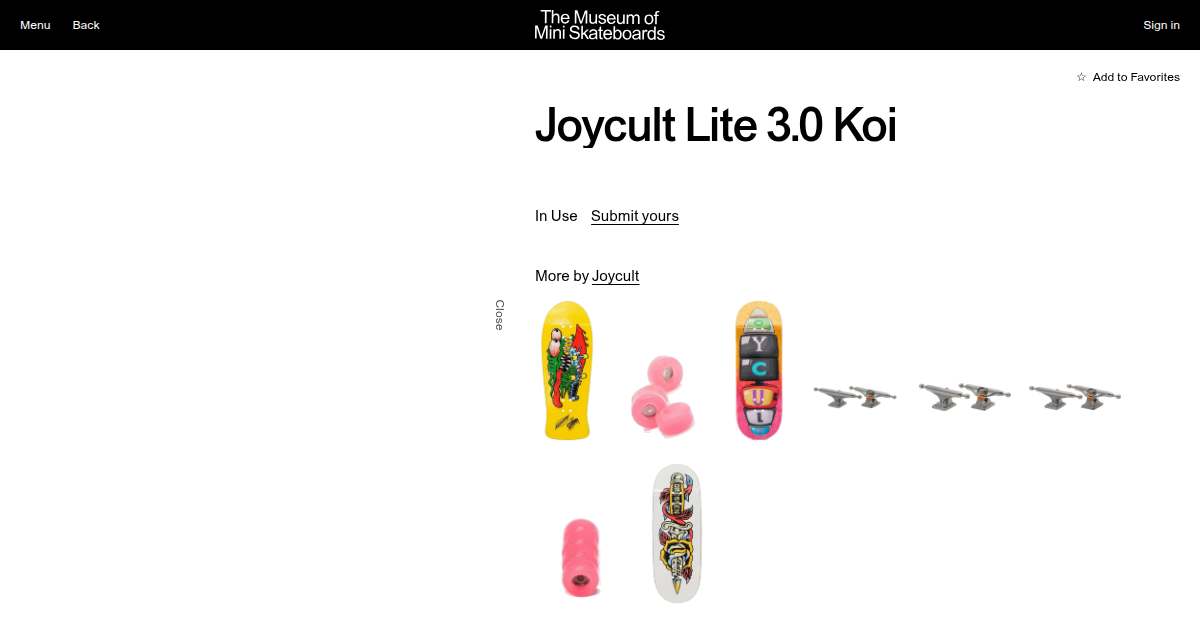 Menu
Back
The Museum of
Mini Skateboards
Sign in
☆ Add to Favorites
Joycult Lite 3.0 Koi
In Use
Submit yours
More by Joycult
Close
Y
C
U
L